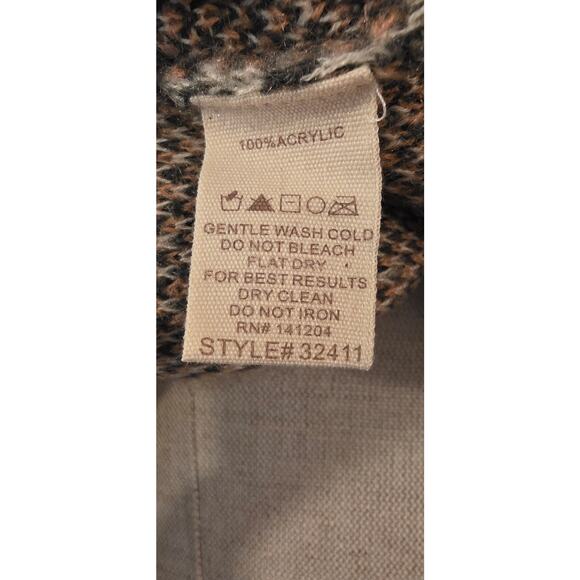 100%ACRYLIC
GENTLE WASH COLD
DO NOT BLEACH
FLAT DRY
FOR BEST RESULTS
DRY CLEAN
DO NOT IRON
RN# 141204
STYLE# 32411